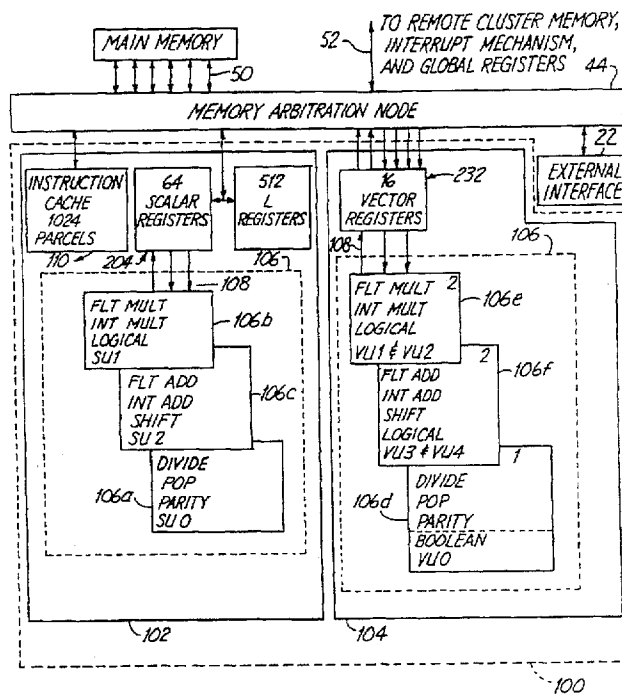 MAIN MEMORY
50
52
TO REMOTE CLUSTER MEMORY,
INTERRUPT MECHANISM,
AND GLOBAL REGISTERS
44
MEMORY ARBITRATION NODE
22
EXTERNAL
INTERFACE
INSTRUCTION
CACHE
1024
PARCELS
110
64
SCALAR
REGISTERS
204
512
L
REGISTERS
16
VECTOR
REGISTERS
232
108
106
108
106
FLT MULT
INT MULT
LOGICAL
SU1
106b
FLT ADD
INT ADD
SHIFT
SU2
106c
DIVIDE
POP
PARITY
SU0
106a
FLT MULT 2
INT MULT
LOGICAL
VU1 & VU2
106e
2
FLT ADD
INT ADD
SHIFT
LOGICAL
VU3 & VU4
106f
1
DIVIDE
POP
PARITY
BOOLEAN
VU0
106d
102
104
100